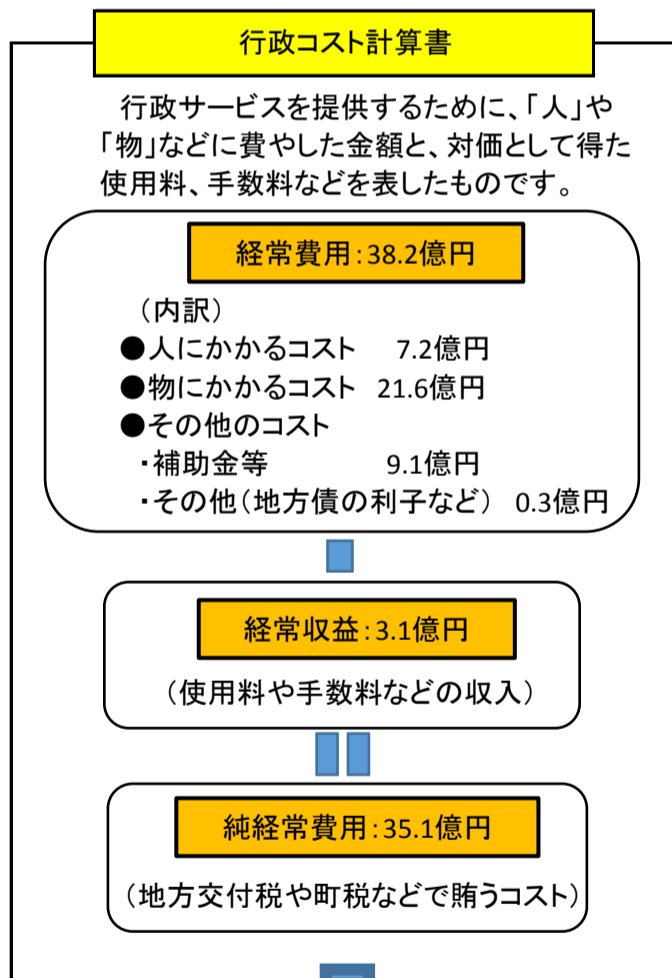 行政コスト計算書
行政サービスを提供するために、「人」や
「物」などに費やした金額と、対価として得た
使用料、手数料などを表したものです。
経常費用：38.2億円
（内訳）
●人にかかるコスト 7.2億円
●物にかかるコスト 21.6億円
●その他のコスト
・補助金等 9.1億円
・その他（地方債の利子など） 0.3億円
経常収益：3.1億円
（使用料や手数料などの収入）
純経常費用：35.1億円
（地方交付税や町税などで賄うコスト）